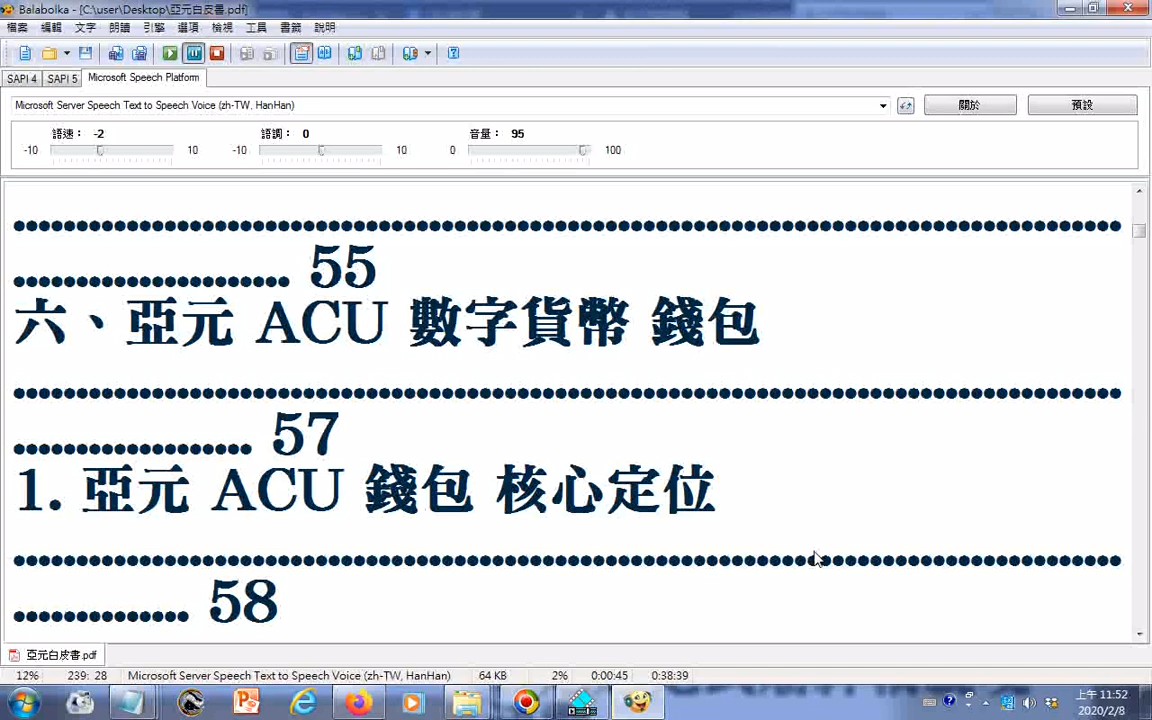 Balabolka - [C:\user\Desktop\亞元白皮書.pdf]
檔案 編輯 文字 朗讀 引擎 選項 檢視 工具 書籤 說明
SAPI 4 SAPI 5 Microsoft Speech Platform
Microsoft Server Speech Text to Speech Voice (zh-TW, HanHan) 關於 預設
語速： -2 語調： 0 音量： 95
-10 10 -10 10 0 100
........................................................................................
...................... 55
六、亞元 ACU 數字貨幣 錢包
........................................................................................
................... 57
1. 亞元 ACU 錢包 核心定位
........................................................................................
.............. 58
亞元白皮書.pdf
12% 239: 28 Microsoft Server Speech Text to Speech Voice (zh-TW, HanHan) 64 KB 2% 0:00:45 0:38:39
上午 11:52
2020/2/8